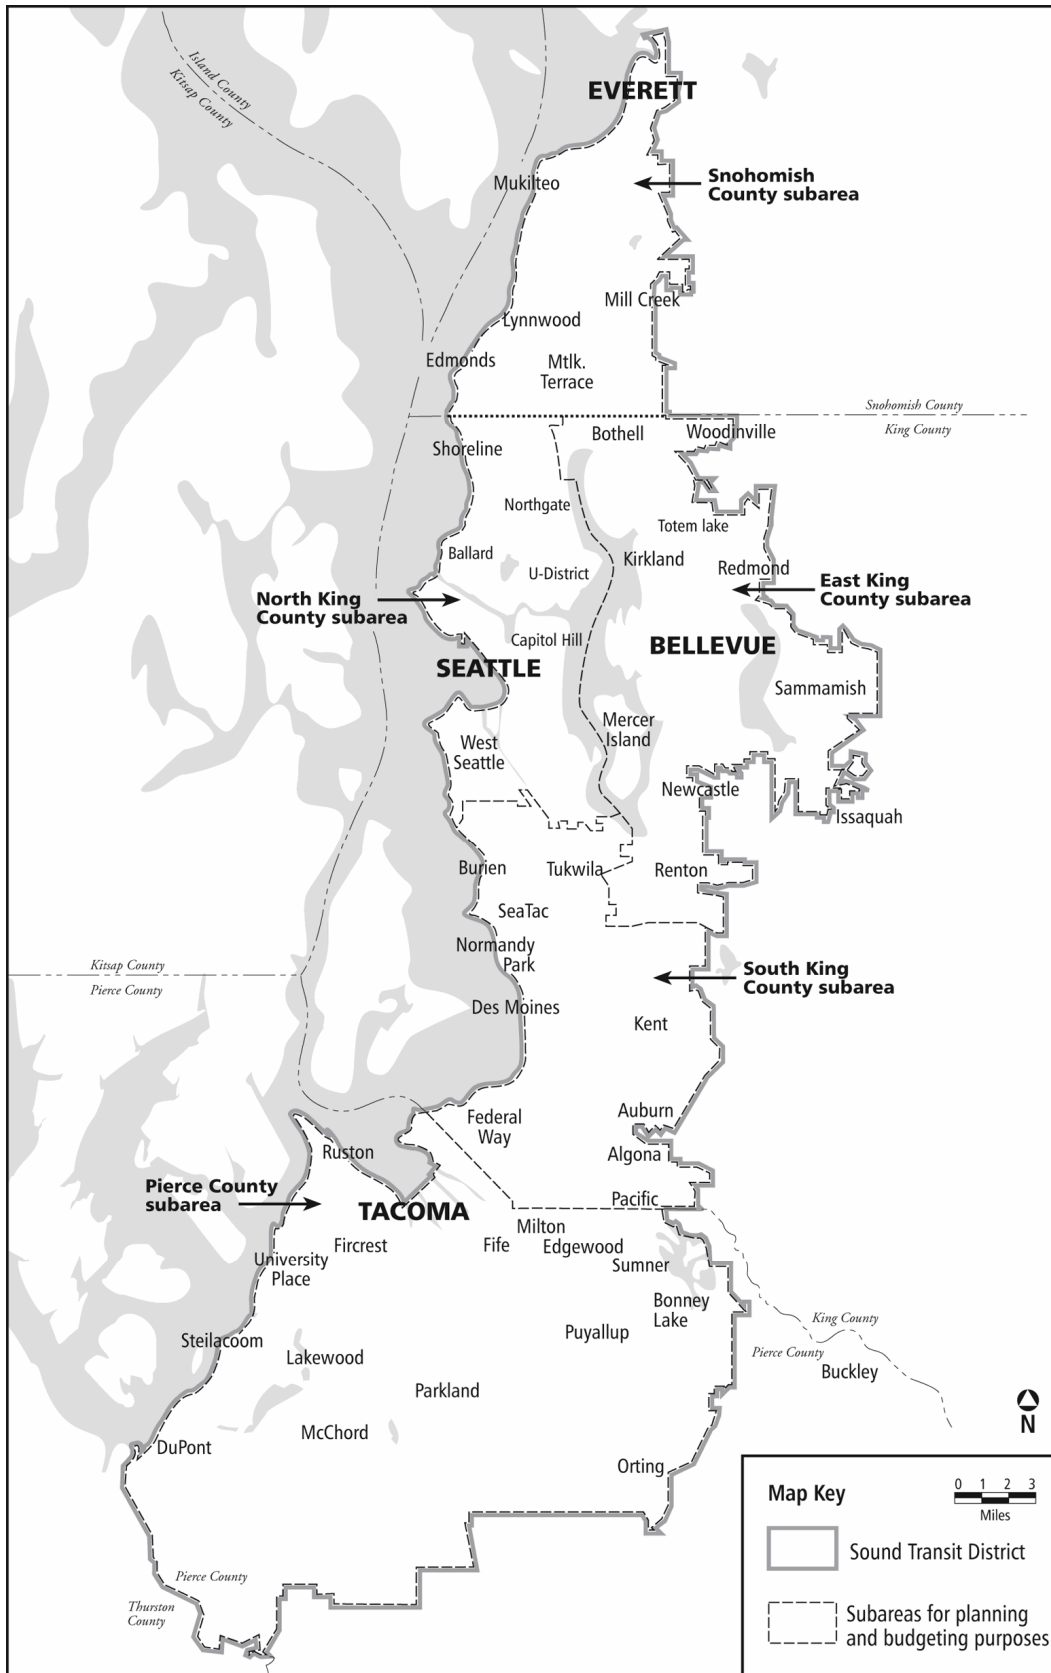 Island County
Kitsap County
EVERETT
Mukilteo
Snohomish
County subarea
Mill Creek
Lynnwood
Edmonds
Mtlk.
Terrace
Snohomish County
King County
Bothell
Woodinville
Shoreline
Northgate
Totem lake
Ballard
Kirkland
U-District
Redmond
North King
County subarea
East King
County subarea
Capitol Hill
BELLEVUE
SEATTLE
Sammamish
Mercer
Island
West
Seattle
Newcastle
Issaquah
Burien
Tukwila
Renton
SeaTac
Normandy
Park
Kitsap County
Pierce County
South King
County subarea
Des Moines
Kent
Auburn
Federal
Way
Ruston
Algona
Pierce County
subarea
Pacific
TACOMA
Milton
Fircrest
Fife
Edgewood
University
Place
Sumner
Bonney
Lake
King County
Pierce County
Puyallup
Steilacoom
Lakewood
Buckley
Parkland
McChord
DuPont
N
Orting
Map Key
0 1 2 3
Miles
Sound Transit District
Pierce County
Thurston
County
Subareas for planning
and budgeting purposes